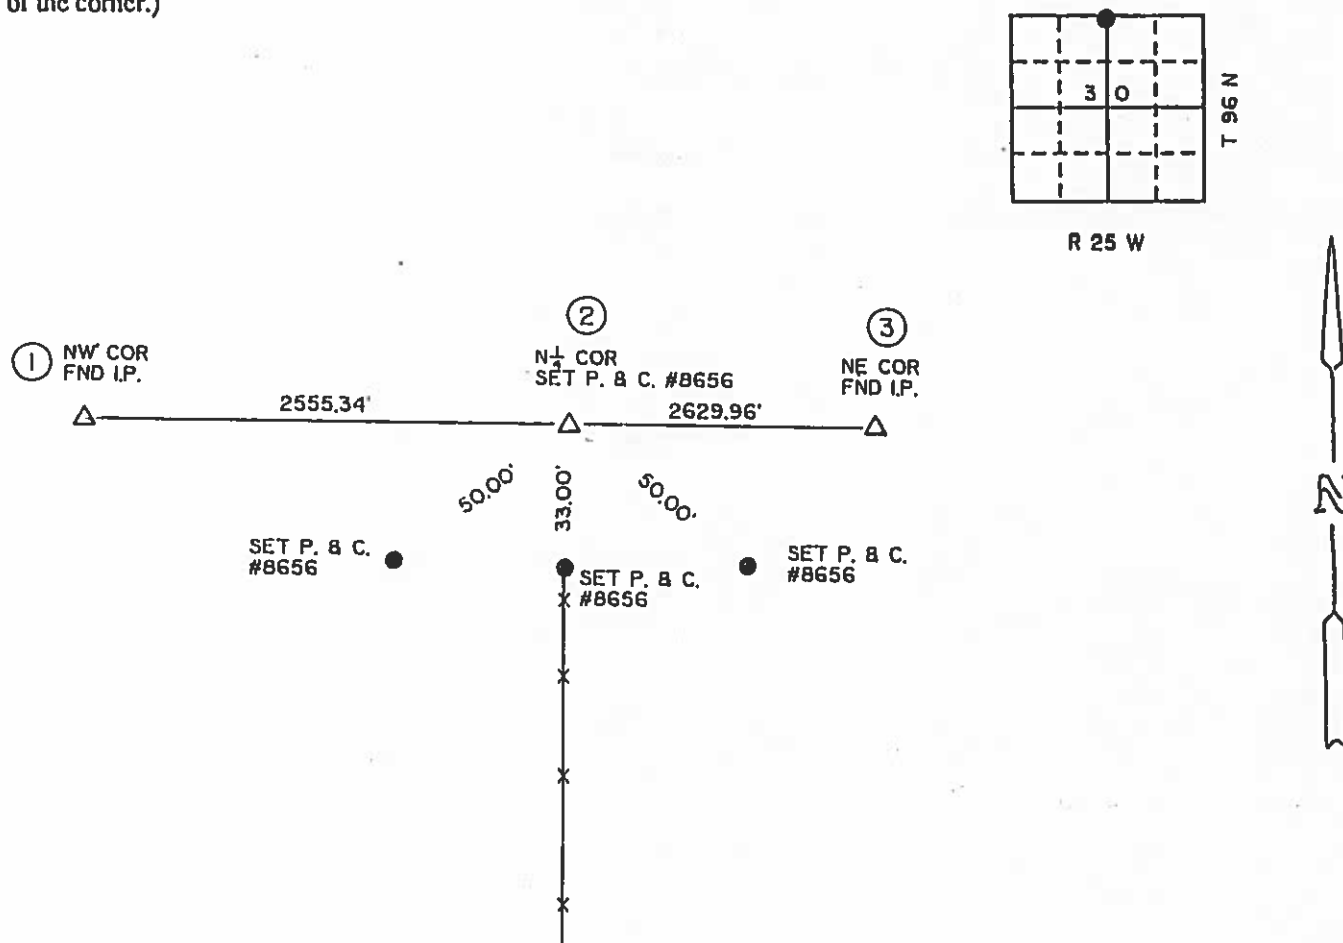 of the corner.)
3 0
T 96 N
R 25 W
1
NW COR
FND I.P.
2
N 1/4 COR
SET P. & C. #8656
3
NE COR
FND I.P.
2555.34'
2629.96'
50.00'
33.00'
50.00'
SET P. & C.
#8656
SET P. & C.
#8656
SET P. & C.
#8656
N